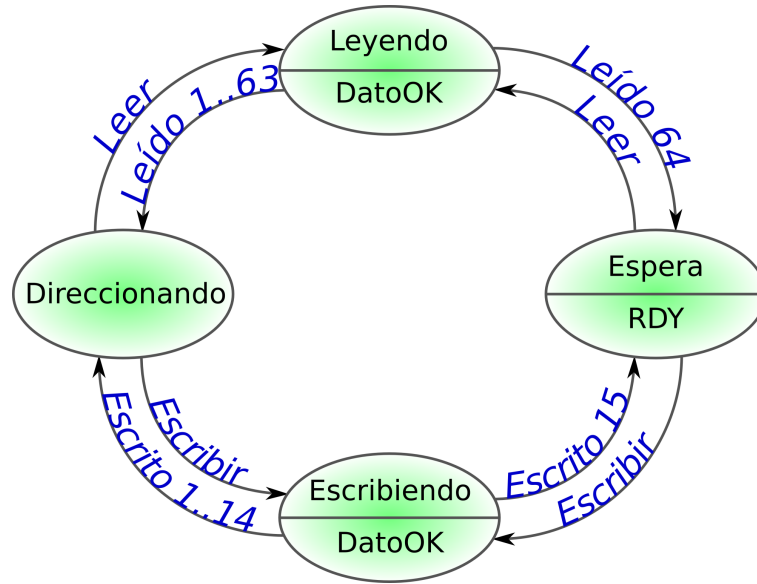 Leyendo
DatoOK
Leer
Leído 1..63
Leído 64
Leer
Direccionando
Espera
RDY
Escribir
Escrito 1..14
Escrito 15
Escribir
Escribiendo
DatoOK